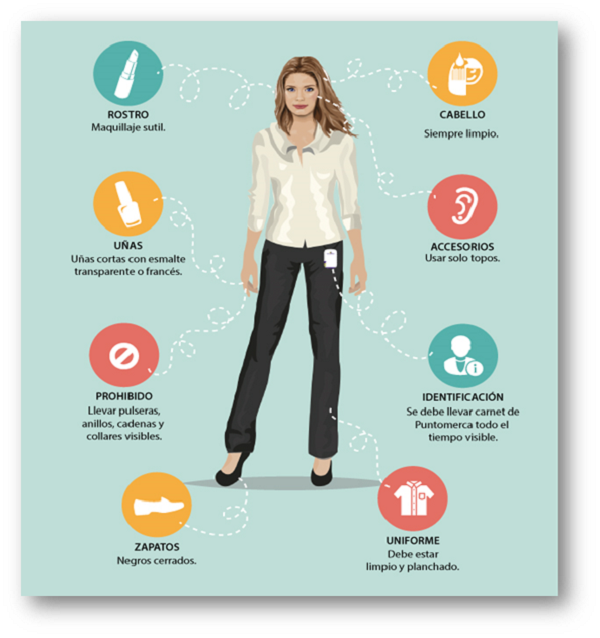 ROSTRO
Maquillaje sutil.
CABELLO
Siempre limpio.
UÑAS
Uñas cortas con esmalte
transparente o francés.
ACCESORIOS
Usar solo topos.
PROHIBIDO
Llevar pulseras,
anillos, cadenas y
collares visibles.
IDENTIFICACIÓN
Se debe llevar carnet de
Puntomerca todo el
tiempo visible.
ZAPATOS
Negros cerrados.
UNIFORME
Debe estar
limpio y planchado.